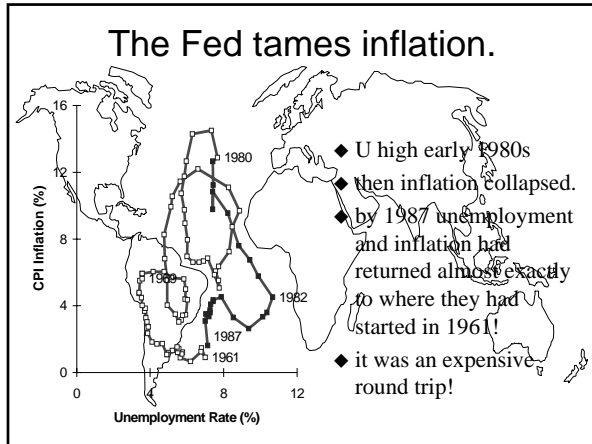 The Fed tames inflation.
16
12
8
4
0
CPI Inflation (%)
1980
1969
1982
1987
1961
0
4
8
12
Unemployment Rate (%)
◆ U high early 1980s
◆ then inflation collapsed.
◆ by 1987 unemployment
and inflation had
returned almost exactly
to where they had
started in 1961!
◆ it was an expensive
round trip!